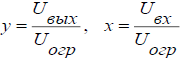 y = U_вых / U_огр , x = U_вх / U_огр